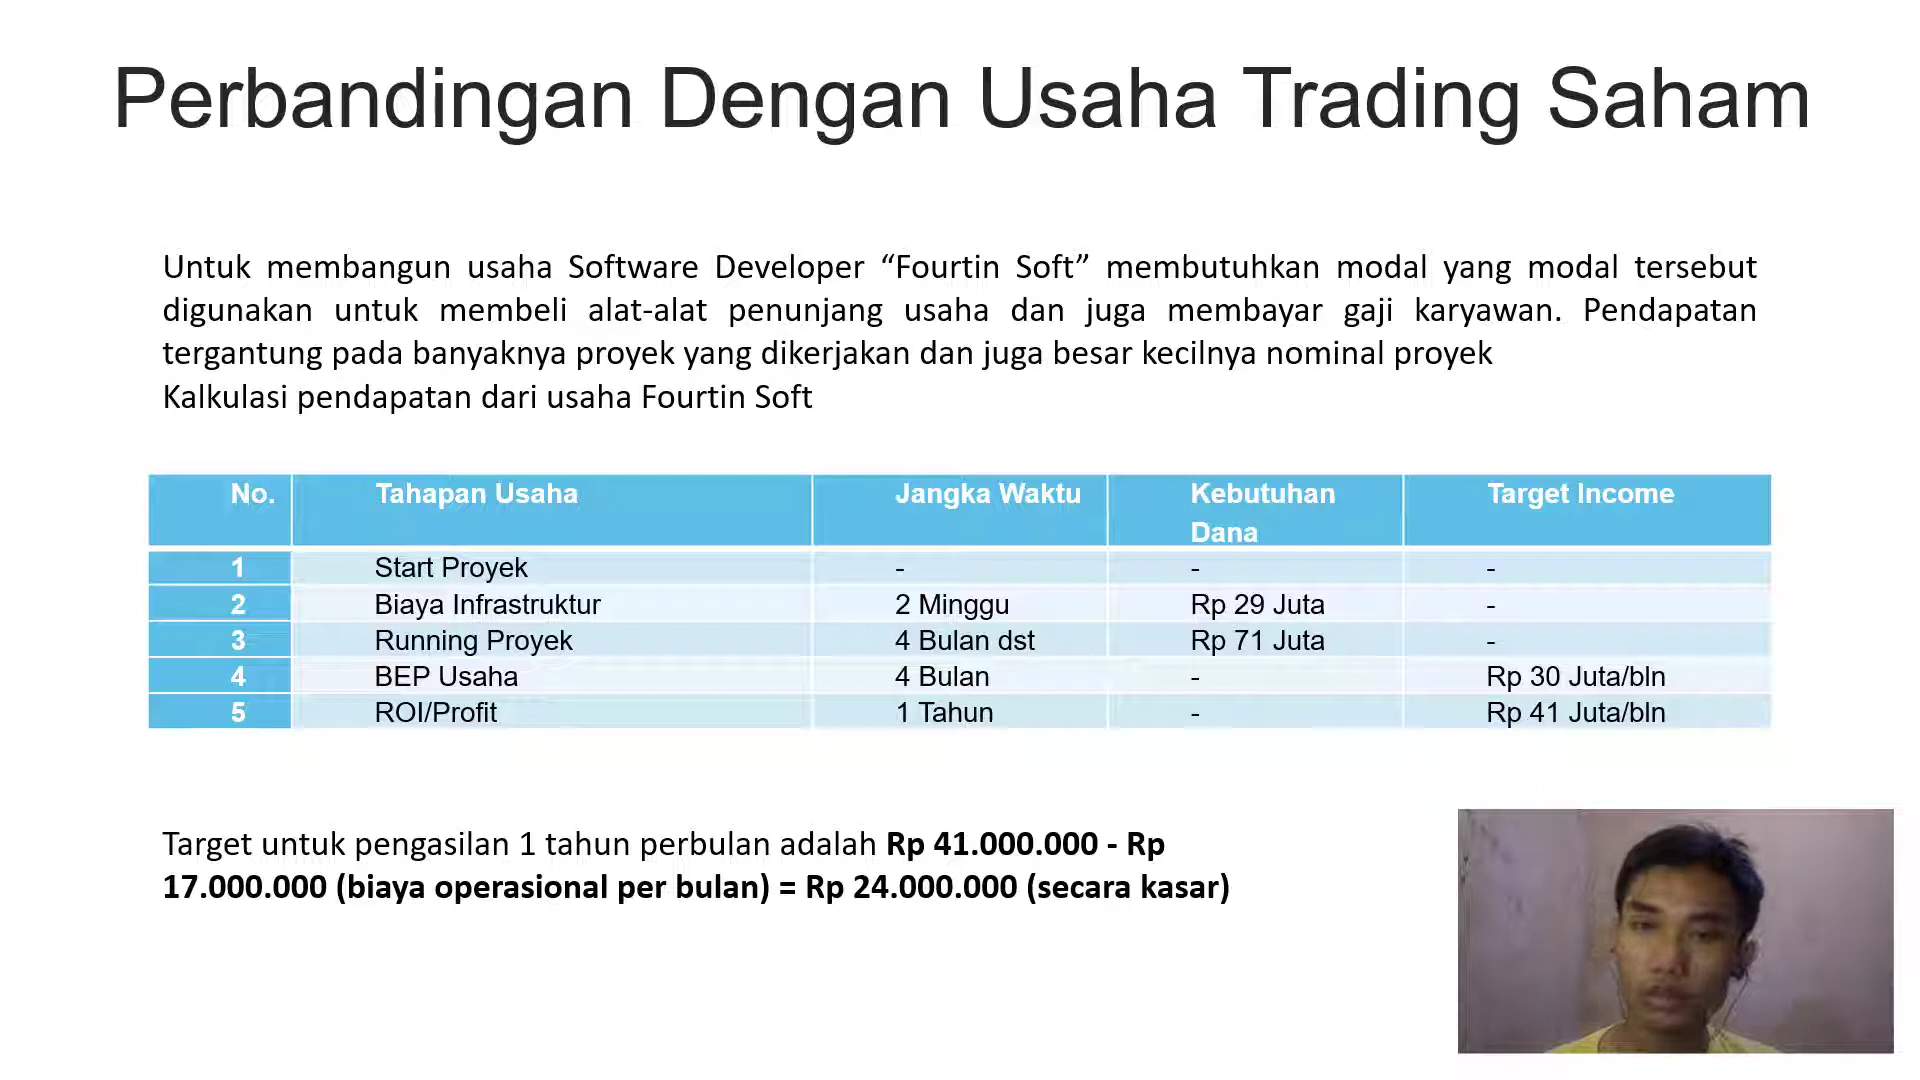 Perbandingan Dengan Usaha Trading Saham
Untuk membangun usaha Software Developer “Fourtin Soft” membutuhkan modal yang modal tersebut
digunakan untuk membeli alat-alat penunjang usaha dan juga membayar gaji karyawan. Pendapatan
tergantung pada banyaknya proyek yang dikerjakan dan juga besar kecilnya nominal proyek
Kalkulasi pendapatan dari usaha Fourtin Soft
No. Tahapan Usaha Jangka Waktu Kebutuhan Dana Target Income
1 Start Proyek - - -
2 Biaya Infrastruktur 2 Minggu Rp 29 Juta -
3 Running Proyek 4 Bulan dst Rp 71 Juta -
4 BEP Usaha 4 Bulan - Rp 30 Juta/bln
5 ROI/Profit 1 Tahun - Rp 41 Juta/bln
Target untuk pengasilan 1 tahun perbulan adalah Rp 41.000.000 - Rp
17.000.000 (biaya operasional per bulan) = Rp 24.000.000 (secara kasar)